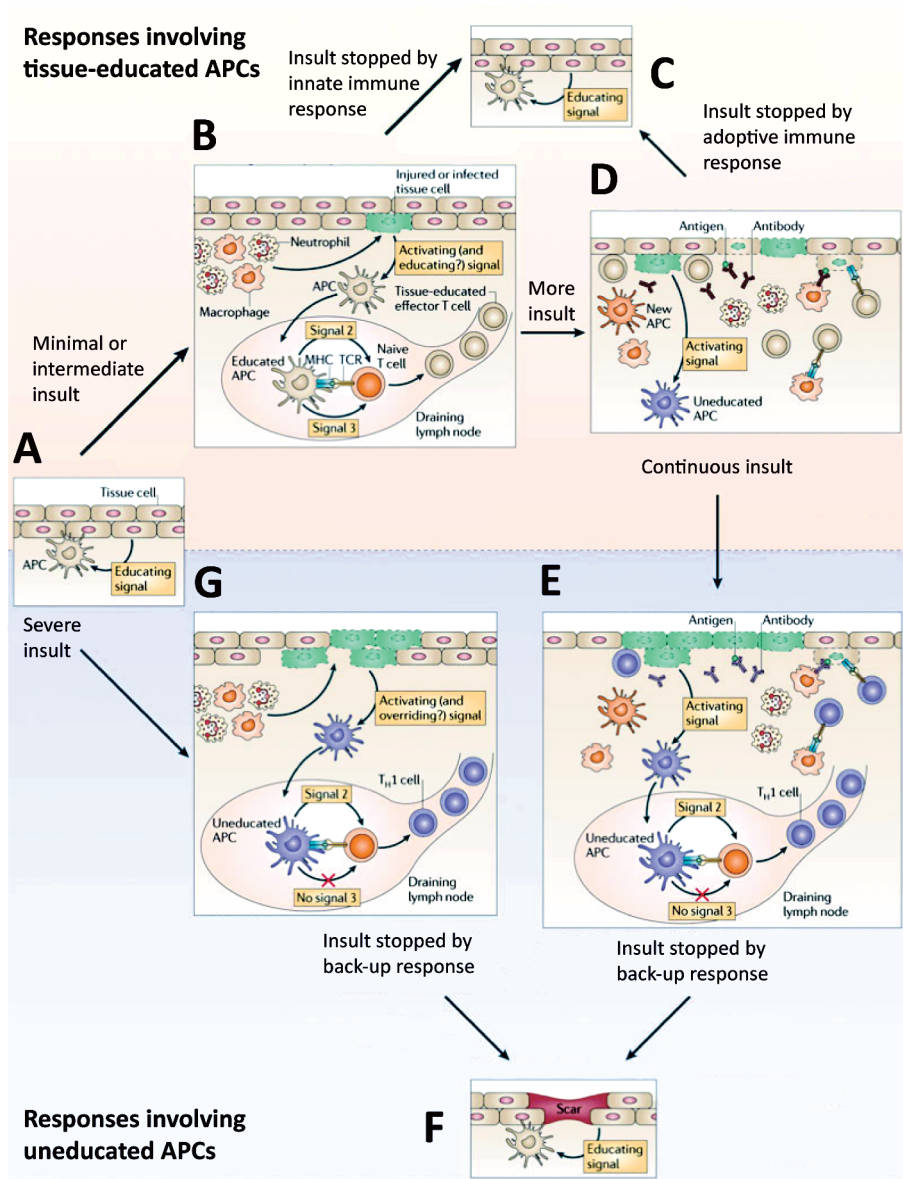 Responses involving
tissue-educated APCs
Insult stopped by
innate immune
response
Educating
signal
C
Insult stopped by
adoptive immune
response
B
Injured or infected
tissue cell
Neutrophil
Activating (and
educating?) signal
APC
Macrophage
Tissue-educated
effector T cell
Signal 2
Educated
APC
MHC
TCR
Naive
T cell
Signal 3
Draining
lymph node
More
insult
D
Antigen
Antibody
New
APC
Activating
signal
Uneducated
APC
Minimal or
intermediate
insult
Continuous insult
A
Tissue cell
APC
Educating
signal
Severe
insult
G
Activating (and
overriding?) signal
TH1 cell
Signal 2
Uneducated
APC
No signal 3
Draining
lymph node
E
Antigen
Antibody
Activating
signal
TH1 cell
Signal 2
Uneducated
APC
No signal 3
Draining
lymph node
Insult stopped by
back-up response
Insult stopped by
back-up response
F
Scar
Educating
signal
Responses involving
uneducated APCs